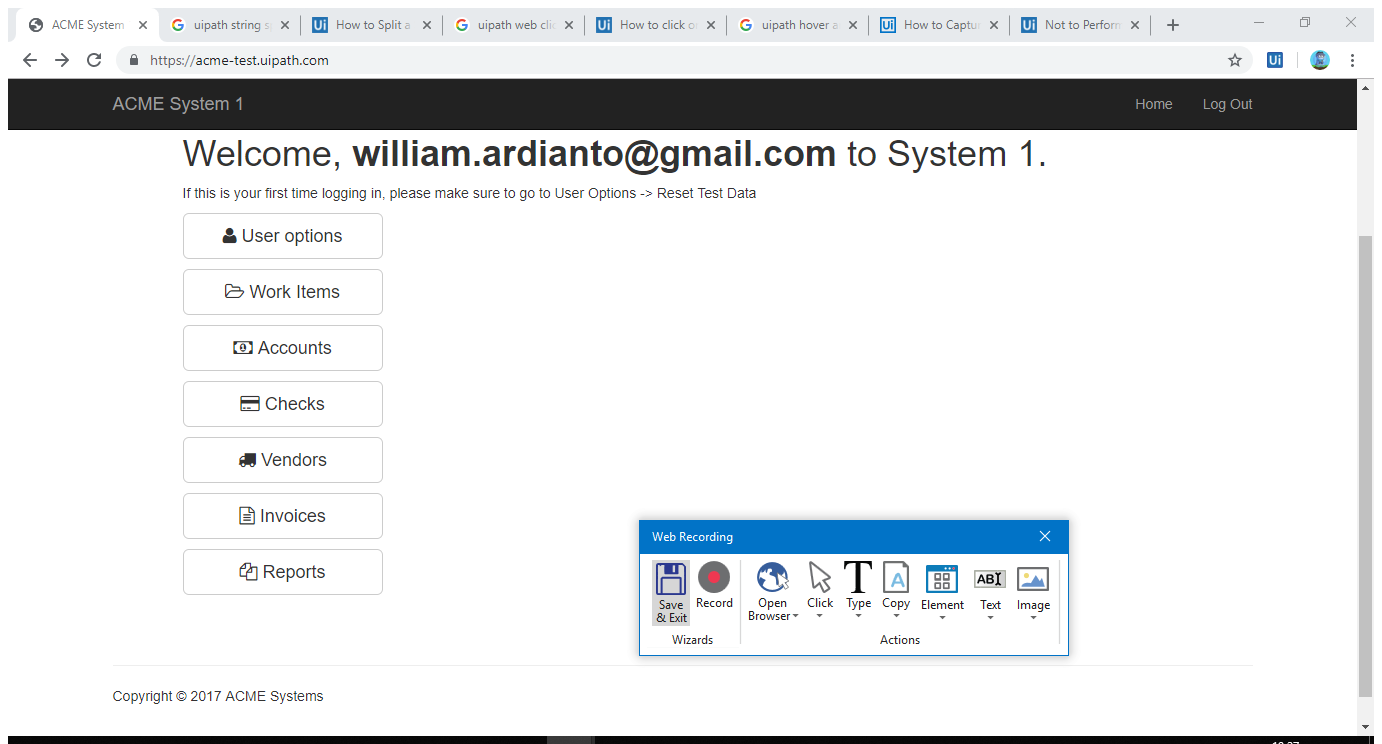 ACME System
uipath string s
How to Split a
uipath web clic
How to click o
uipath hover a
How to Captu
Not to Perform
https://acme-test.uipath.com
ACME System 1
Home
Log Out
Welcome, william.ardianto@gmail.com to System 1.
If this is your first time logging in, please make sure to go to User Options -> Reset Test Data
User options
Work Items
Accounts
Checks
Vendors
Invoices
Reports
Web Recording
Save & Exit
Record
Open Browser
Click
Type
Copy
Element
Text
Image
Wizards
Actions
Copyright © 2017 ACME Systems